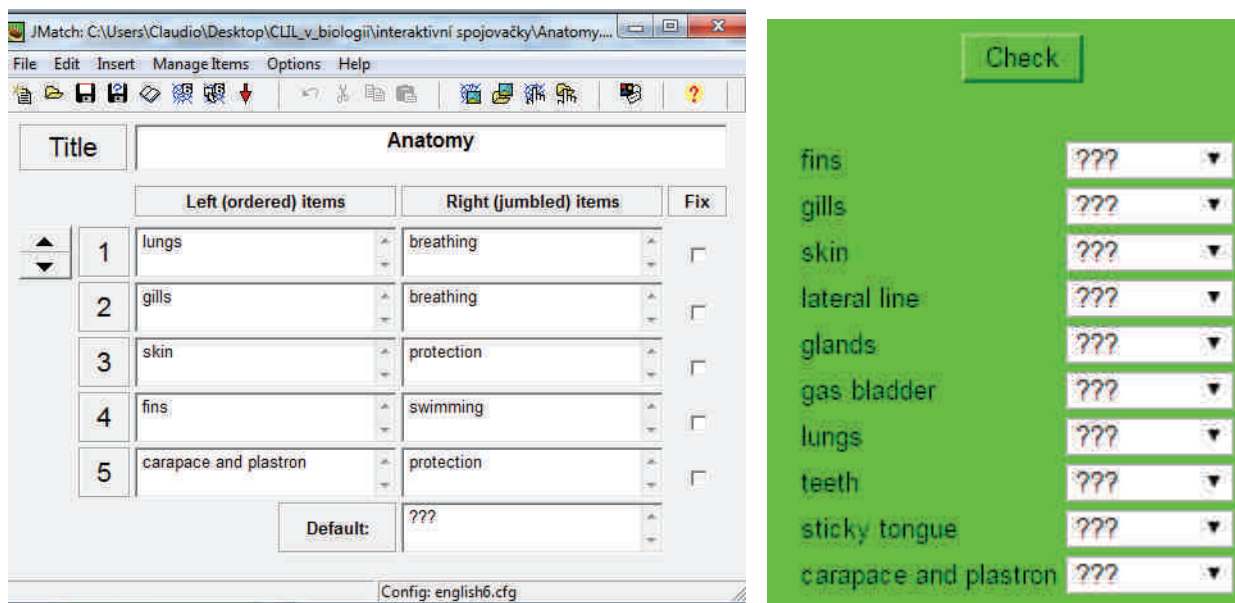 JMatch: C:\Users\Claudio\Desktop\CLIL_v_biologii\interaktivní spojovačky\Anatomy....
File Edit Insert Manage Items Options Help
Title
Anatomy
Left (ordered) items Right (jumbled) items Fix
1 lungs breathing
2 gills breathing
3 skin protection
4 fins swimming
5 carapace and plastron protection
Default: ???
Config: english6.cfg
Check
fins ???
gills ???
skin ???
lateral line ???
glands ???
gas bladder ???
lungs ???
teeth ???
sticky tongue ???
carapace and plastron ???